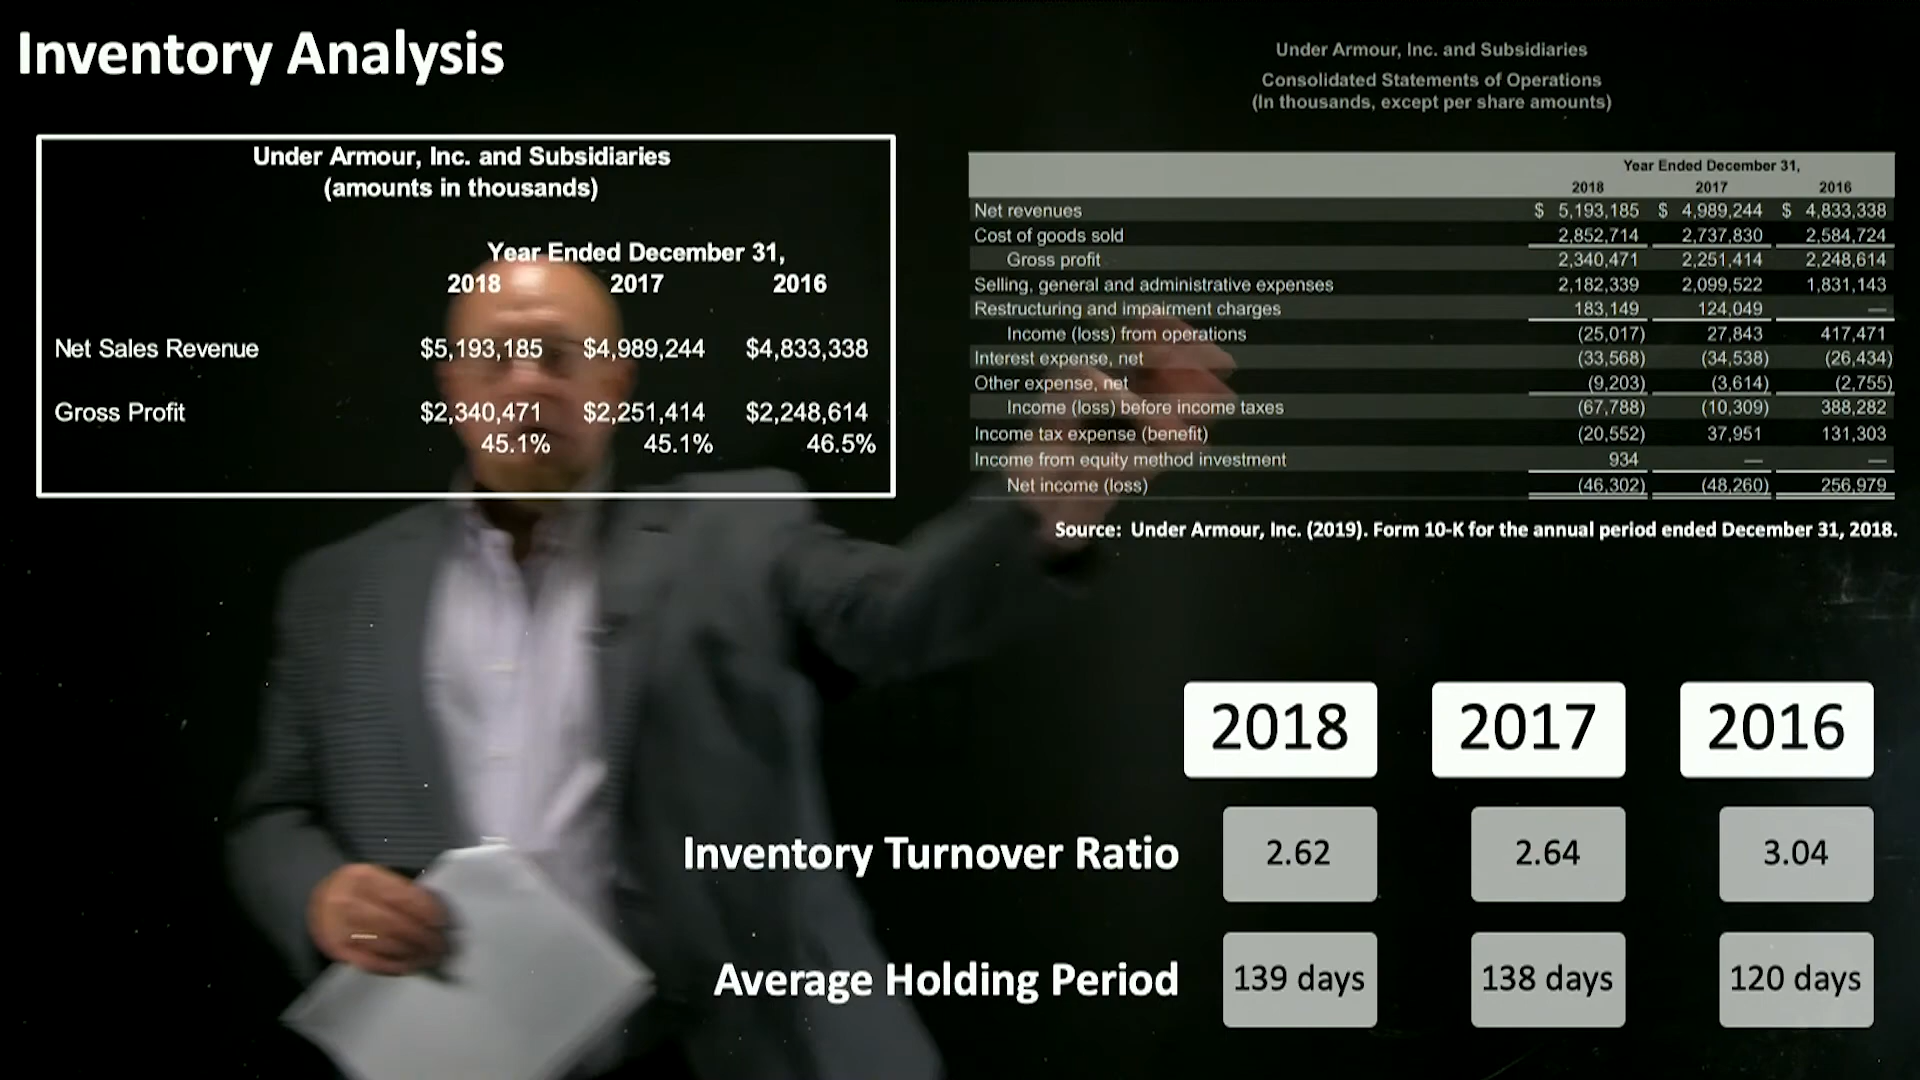 Inventory Analysis
Under Armour, Inc. and Subsidiaries
(amounts in thousands)
Year Ended December 31,
2018 2017 2016
Net Sales Revenue $5,193,185 $4,989,244 $4,833,338
Gross Profit $2,340,471 $2,251,414 $2,248,614
45.1% 45.1% 46.5%
Under Armour, Inc. and Subsidiaries
Consolidated Statements of Operations
(In thousands, except per share amounts)
Year Ended December 31,
2018 2017 2016
Net revenues $ 5,193,185 $ 4,989,244 $ 4,833,338
Cost of goods sold 2,852,714 2,737,830 2,584,724
Gross profit 2,340,471 2,251,414 2,248,614
Selling, general and administrative expenses 2,182,339 2,099,522 1,831,143
Restructuring and impairment charges 183,149 124,049 —
Income (loss) from operations (25,017) 27,843 417,471
Interest expense, net (33,568) (34,538) (26,434)
Other expense, net (9,203) (3,614) (2,755)
Income (loss) before income taxes (67,788) (10,309) 388,282
Income tax expense (benefit) (20,552) 37,951 131,303
Income from equity method investment 934 — —
Net income (loss) (46,302) (48,260) 256,979
Source: Under Armour, Inc. (2019). Form 10-K for the annual period ended December 31, 2018.
2018 2017 2016
Inventory Turnover Ratio 2.62 2.64 3.04
Average Holding Period 139 days 138 days 120 days